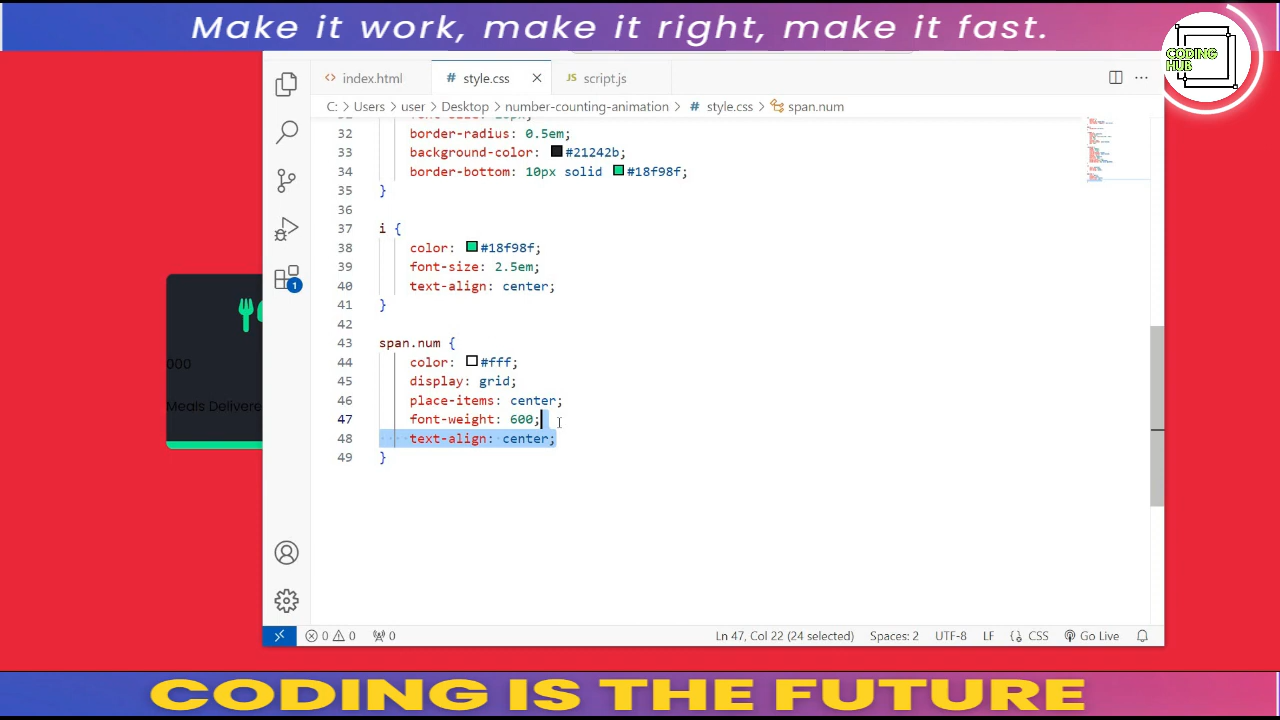 Make it work, make it right, make it fast.
CODING
HUB
index.html
# style.css
JS script.js
C: > Users > user > Desktop > number-counting-animation > # style.css > span.num
32
33 border-radius: 0.5em;
34 background-color: #21242b;
34 border-bottom: 10px solid #18f98f;
35 }
36
37 i {
38 color: #18f98f;
39 font-size: 2.5em;
40 text-align: center;
41 }
42
43 span.num {
44 color: #fff;
45 display: grid;
46 place-items: center;
47 font-weight: 600;
48 text-align: center;
49 }
000
Meals Delivere
1
0 0 0
Ln 47, Col 22 (24 selected) Spaces: 2 UTF-8 LF CSS Go Live
CODING IS THE FUTURE